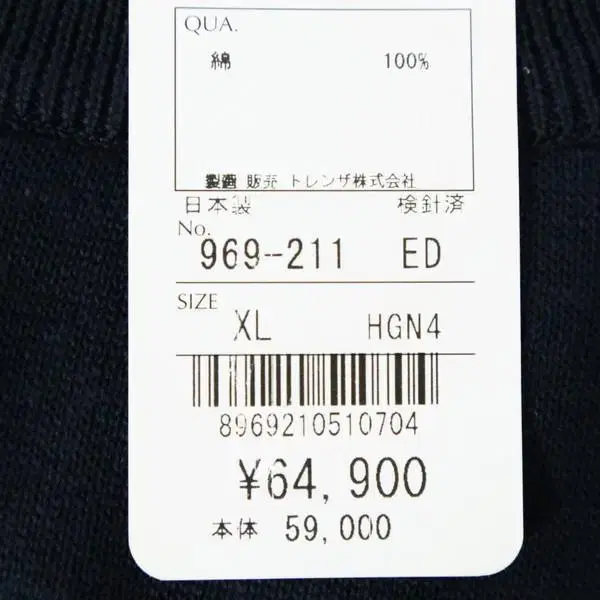 QUA.
綿 100%
販売 トレンザ株式会社
日本製 検針済
No.
969-211 ED
SIZE
XL HGN4
8969210510704
¥64,900
本体 59,000